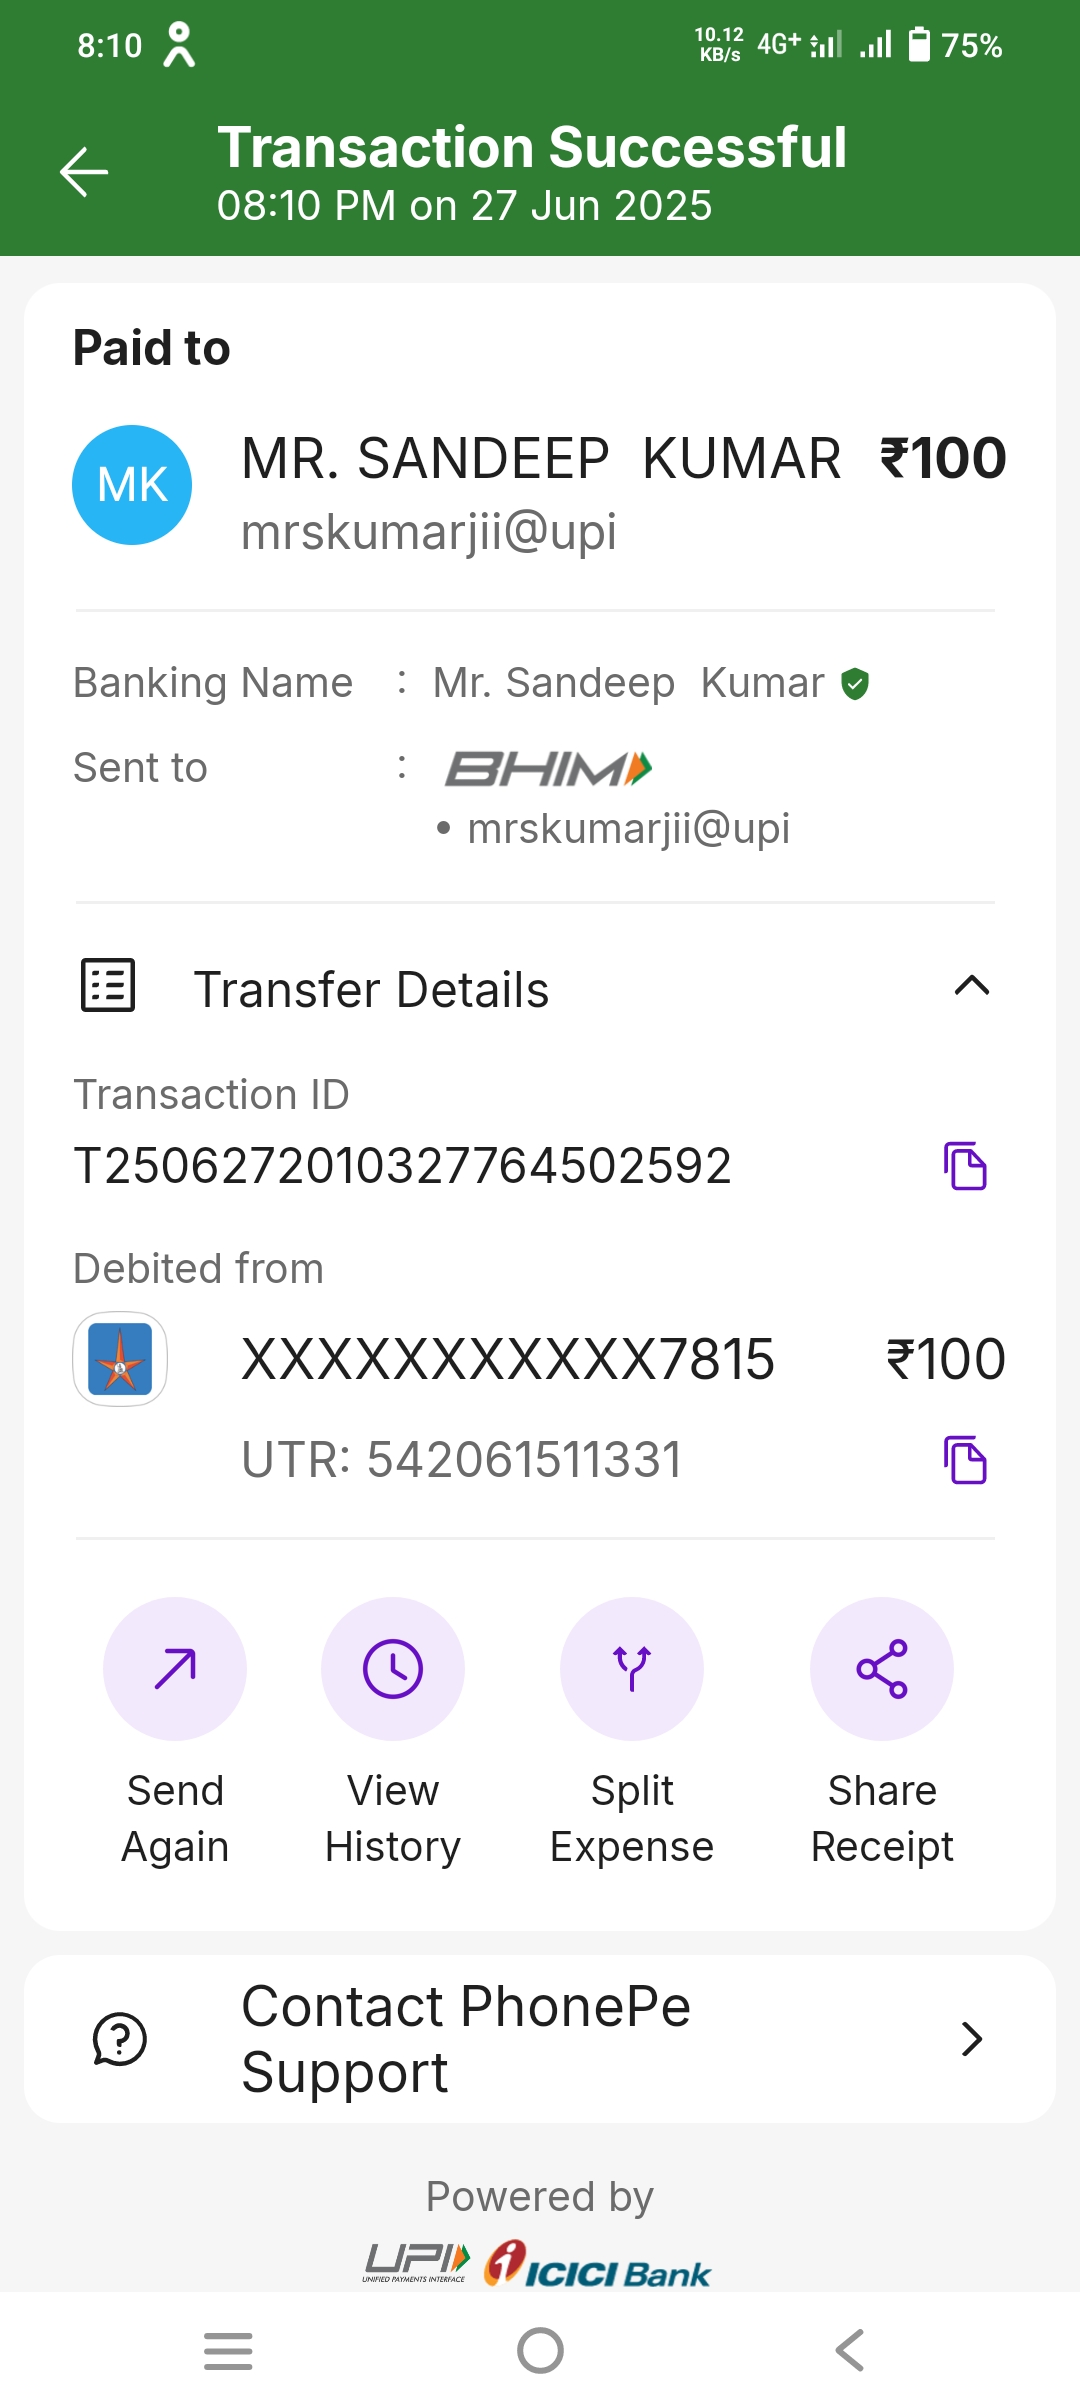 8:10
10.12
KB/s
4G+
75%
Transaction Successful
08:10 PM on 27 Jun 2025
Paid to
MK
MR. SANDEEP  KUMAR ₹100
mrskumarjii@upi
Banking Name : Mr. Sandeep  Kumar
Sent to : BHIM
• mrskumarjii@upi
Transfer Details
Transaction ID
T2506272010327764502592
Debited from
XXXXXXXXXXXXX7815 ₹100
UTR: 542061511331
Send Again
View History
Split Expense
Share Receipt
Contact PhonePe
Support
Powered by
UPI
UNIFIED PAYMENTS INTERFACE
ICICI Bank